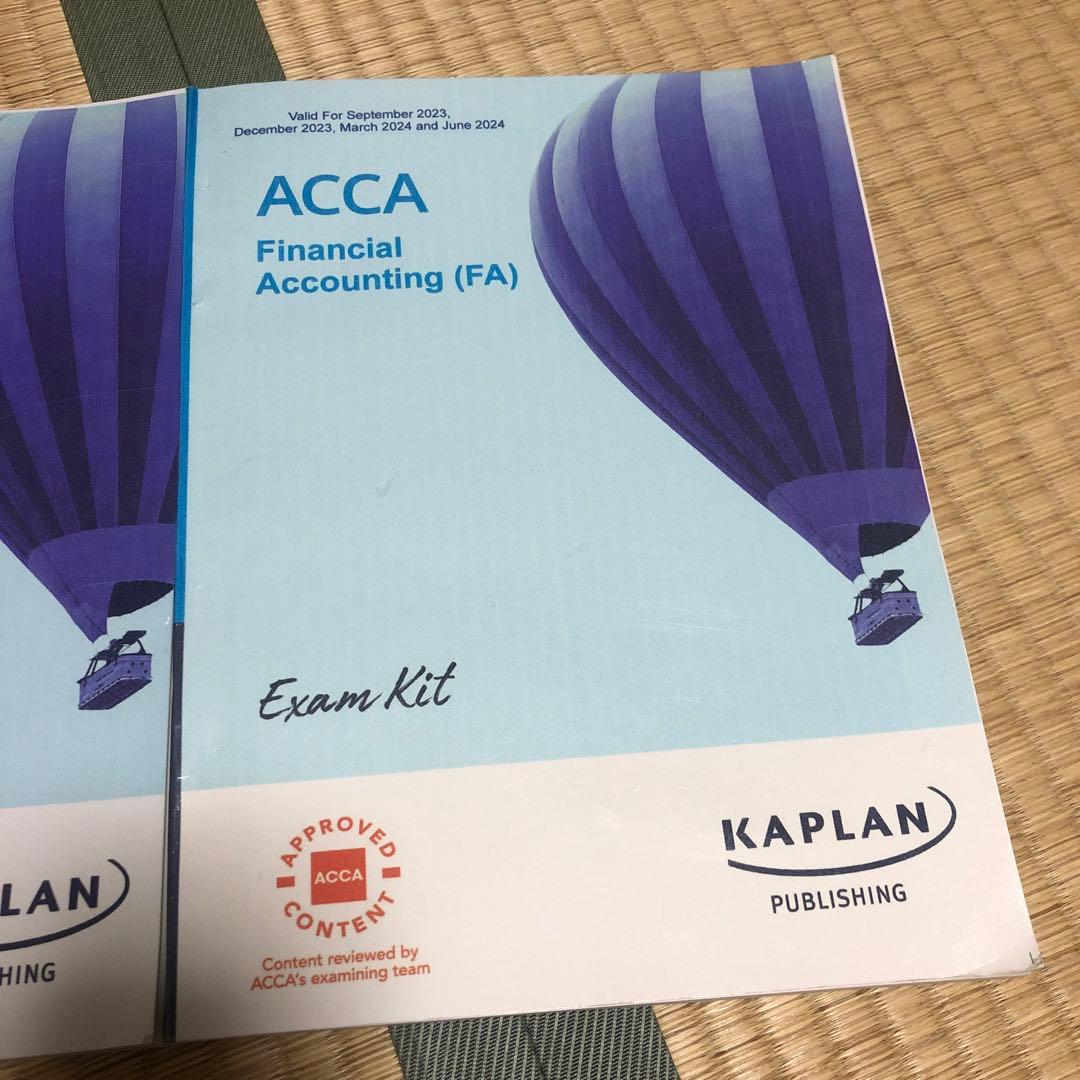 Valid For September 2023,
December 2023, March 2024 and June 2024
ACCA
Financial
Accounting (FA)
Exam Kit
APPROVED
ACCA
CONTENT
Content reviewed by
ACCA's examining team
KAPLAN
PUBLISHING
LAN
HING